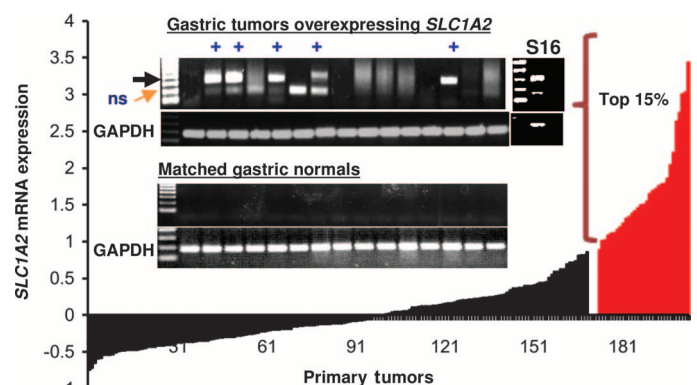 Gastric tumors overexpressing SLC1A2
+ + + + +
S16
ns
GAPDH
Top 15%
Matched gastric normals
GAPDH
SLC1A2 mRNA expression
4
3.5
3
2.5
2
1.5
1
0.5
0
-0.5
31 61 91 121 151 181
Primary tumors